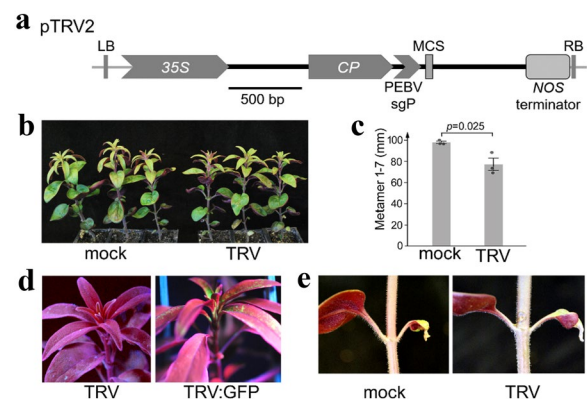 a pTRV2
LB
35S
CP
MCS
RB
500 bp
PEBV
sgP
NOS
terminator
b
mock
TRV
c
p=0.025
Metamer 1-7 (mm)
100
80
60
40
20
0
mock
TRV
d
TRV
TRV:GFP
e
mock
TRV